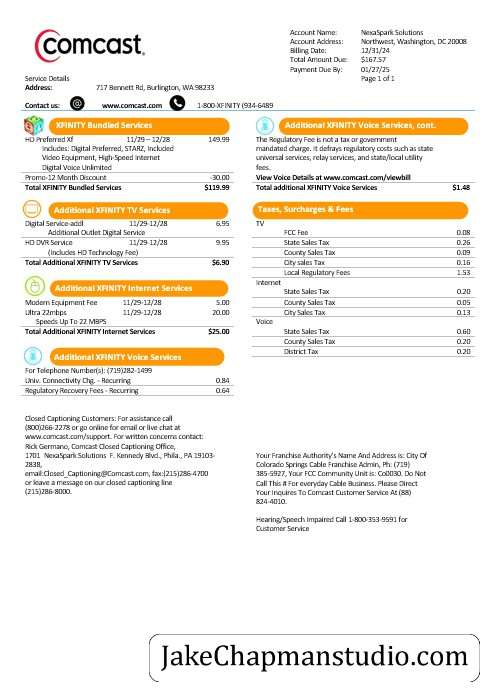 Account Name: NexaSpark Solutions
Account Address: Northwest, Washington, DC 20008
Billing Date: 12/31/24
Total Amount Due: $167.57
Payment Due By: 01/27/25
Page 1 of 1
comcast.
Service Details
Address: 717 Bennett Rd, Burlington, WA 98233
Contact us: @ www.comcast.com 1-800-XFINITY (934-6489
XFINITY Bundled Services
HD Preferred Xf 11/29 – 12/28 149.99
Includes: Digital Preferred, STARZ, Included
Video Equipment, High-Speed Internet
Digital Voice Unlimited
Promo-12 Month Discount -30.00
Total XFINITY Bundled Services $119.99
Additional XFINITY TV Services
Digital Service-addl 11/29-12/28 6.95
Additional Outlet Digital Service
HD DVR Service 11/29-12/28 9.95
(Includes HD Technology Fee)
Total Additional XFINITY TV Services $6.90
Additional XFINITY Internet Services
Modern Equipment Fee 11/29-12/28 5.00
Ultra 22mbps 11/29-12/28 20.00
Speeds Up To 22 MBPS
Total Additional XFINITY Internet Services $25.00
Additional XFINITY Voice Services
For Telephone Number(s): (719)282-1499
Univ. Connectivity Chg. - Recurring 0.84
Regulatory Recovery Fees - Recurring 0.64
Closed Captioning Customers: For assistance call
(800)266-2278 or go online for email or live chat at
www.comcast.com/support. For written concerns contact:
Rick Germano, Comcast Closed Captioning Office,
1701 NexaSpark Solutions F. Kennedy Blvd., Phila., PA 19103-
2838,
email:Closed_Captioning@Comcast.com, fax:(215)286-4700
or leave a message on our closed captioning line
(215)286-8000.
Additional XFINITY Voice Services, cont.
The Regulatory Fee is not a tax or government
mandated charge. It defrays regulatory costs such as state
universal services, relay services, and state/local utility
fees.
View Voice Details at www.comcast.com/viewbill
Total additional XFINITY Voice Services $1.48
Taxes, Surcharges & Fees
TV
FCC Fee 0.08
State Sales Tax 0.26
County Sales Tax 0.09
City sales Tax 0.16
Local Regulatory Fees 1.53
Internet
State Sales Tax 0.20
County Sales Tax 0.05
City Sales Tax 0.13
Voice
State Sales Tax 0.60
County Sales Tax 0.20
District Tax 0.20
Your Franchise Authority's Name And Address is: City Of
Colorado Springs Cable Franchise Admin, Ph: (719)
385-5927, Your FCC Community Unit is: Co0030. Do Not
Call This # For everyday Cable Business. Please Direct
Your Inquires To Comcast Customer Service At (88)
824-4010.
Hearing/Speech Impaired Call 1-800-353-9591 for
Customer Service
JakeChapmanstudio.com